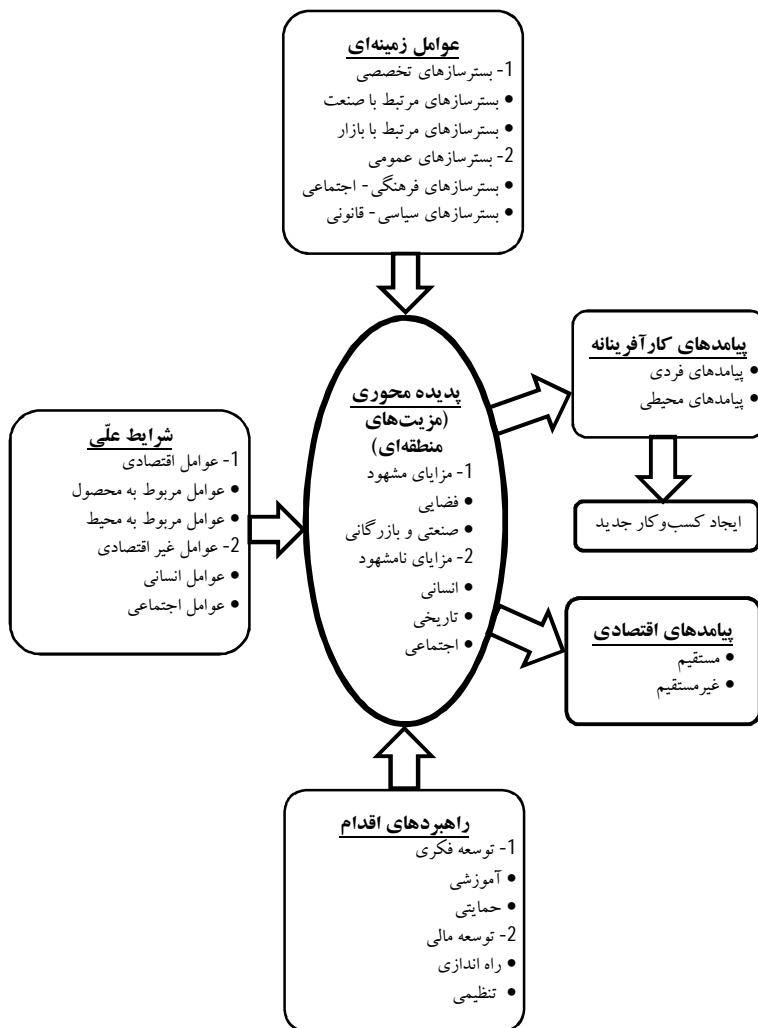 عوامل زمینه‌ای
1- بسترسازهای تخصصی
• بسترسازهای مرتبط با صنعت
• بسترسازهای مرتبط با بازار
2- بسترسازهای عمومی
• بسترسازهای فرهنگی- اجتماعی
• بسترسازهای سیاسی- قانونی
پیامدهای کارآفرینانه
• پیامدهای فردی
• پیامدهای محیطی
ایجاد کسب‌وکار جدید
پدیده محوری
(مزیت‌های
منطقه‌ای)
1- مزایای مشهود
• فضایی
• صنعتی و بازرگانی
2- مزایای نامشهود
• انسانی
• تاریخی
• اجتماعی
شرایط علّی
1- عوامل اقتصادی
• عوامل مربوط به محصول
• عوامل مربوط به محیط
2- عوامل غیر اقتصادی
• عوامل انسانی
• عوامل اجتماعی
پیامدهای اقتصادی
• مستقیم
• غیرمستقیم
راهبردهای اقدام
1- توسعه فکری
• آموزشی
• حمایتی
2- توسعه مالی
• راه اندازی
• تنظیمی